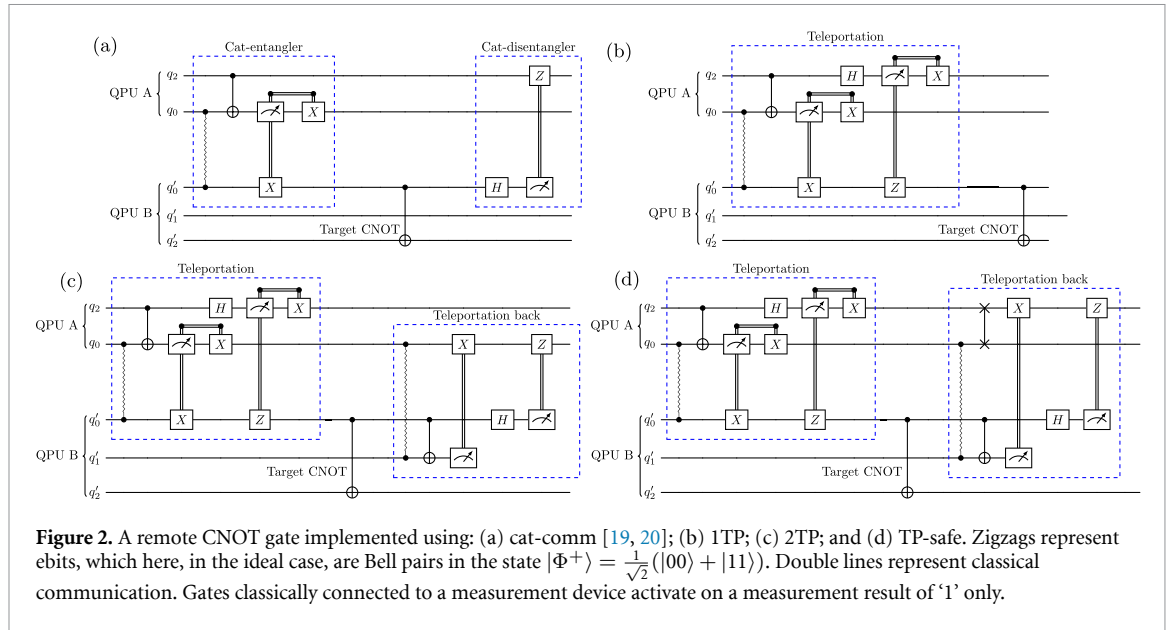 (a)
Cat-entangler
Cat-disentangler
QPU A
q₂
q₀
Z
X
X
H
QPU B
q′₀
q′₁
q′₂
Target CNOT
(b)
Teleportation
QPU A
q₂
q₀
H
X
X
X
Z
QPU B
q′₀
q′₁
q′₂
Target CNOT
(c)
Teleportation
Teleportation back
QPU A
q₂
q₀
H
X
X
X
Z
X
Z
H
QPU B
q′₀
q′₁
q′₂
Target CNOT
(d)
Teleportation
Teleportation back
QPU A
q₂
q₀
H
X
X
Z
X
X
Z
H
QPU B
q′₀
q′₁
q′₂
Target CNOT
Figure 2. A remote CNOT gate implemented using: (a) cat-comm [19, 20]; (b) 1TP; (c) 2TP; and (d) TP-safe. Zigzags represent
ebits, which here, in the ideal case, are Bell pairs in the state |Φ⁺⟩ = 1/√2(|00⟩ + |11⟩). Double lines represent classical
communication. Gates classically connected to a measurement device activate on a measurement result of ‘1’ only.